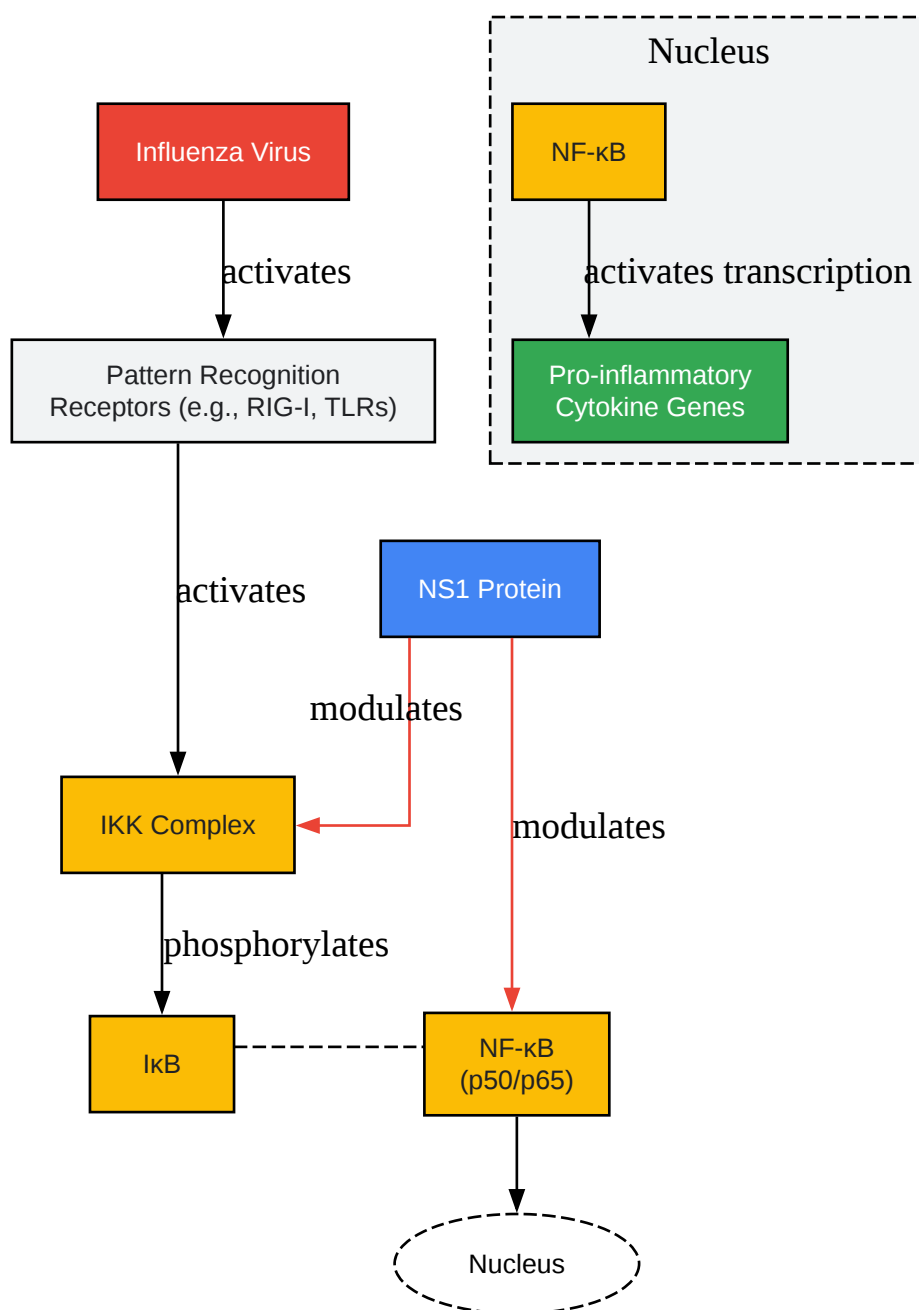 Nucleus
Influenza Virus
NF-κB
activates
activates transcription
Pattern Recognition
Receptors (e.g., RIG-I, TLRs)
Pro-inflammatory
Cytokine Genes
NS1 Protein
activates
modulates
IKK Complex
modulates
phosphorylates
IκB
NF-κB
(p50/p65)
Nucleus